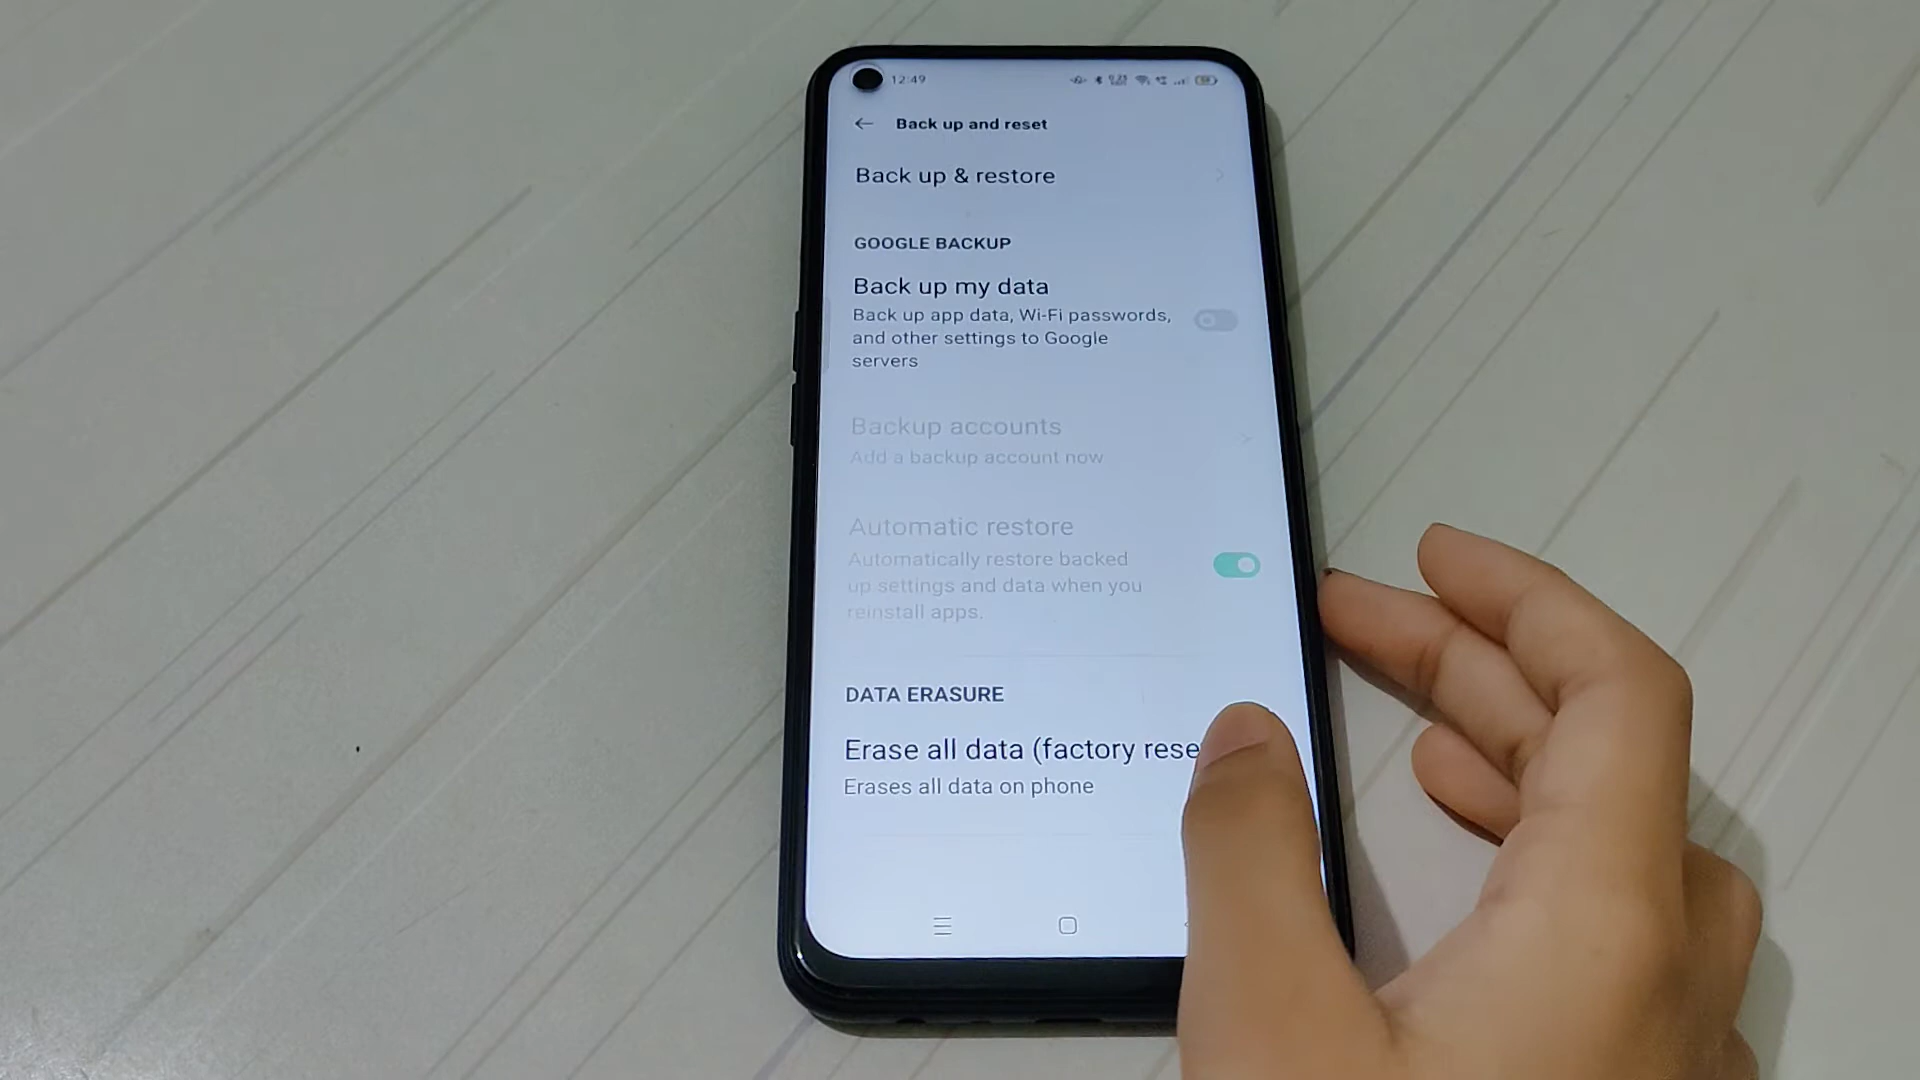 12:49
Back up and reset
Back up & restore
GOOGLE BACKUP
Back up my data
Back up app data, Wi-Fi passwords,
and other settings to Google
servers
Backup accounts
Add a backup account now
Automatic restore
Automatically restore backed
up settings and data when you
reinstall apps.
DATA ERASURE
Erase all data (factory rese
Erases all data on phone